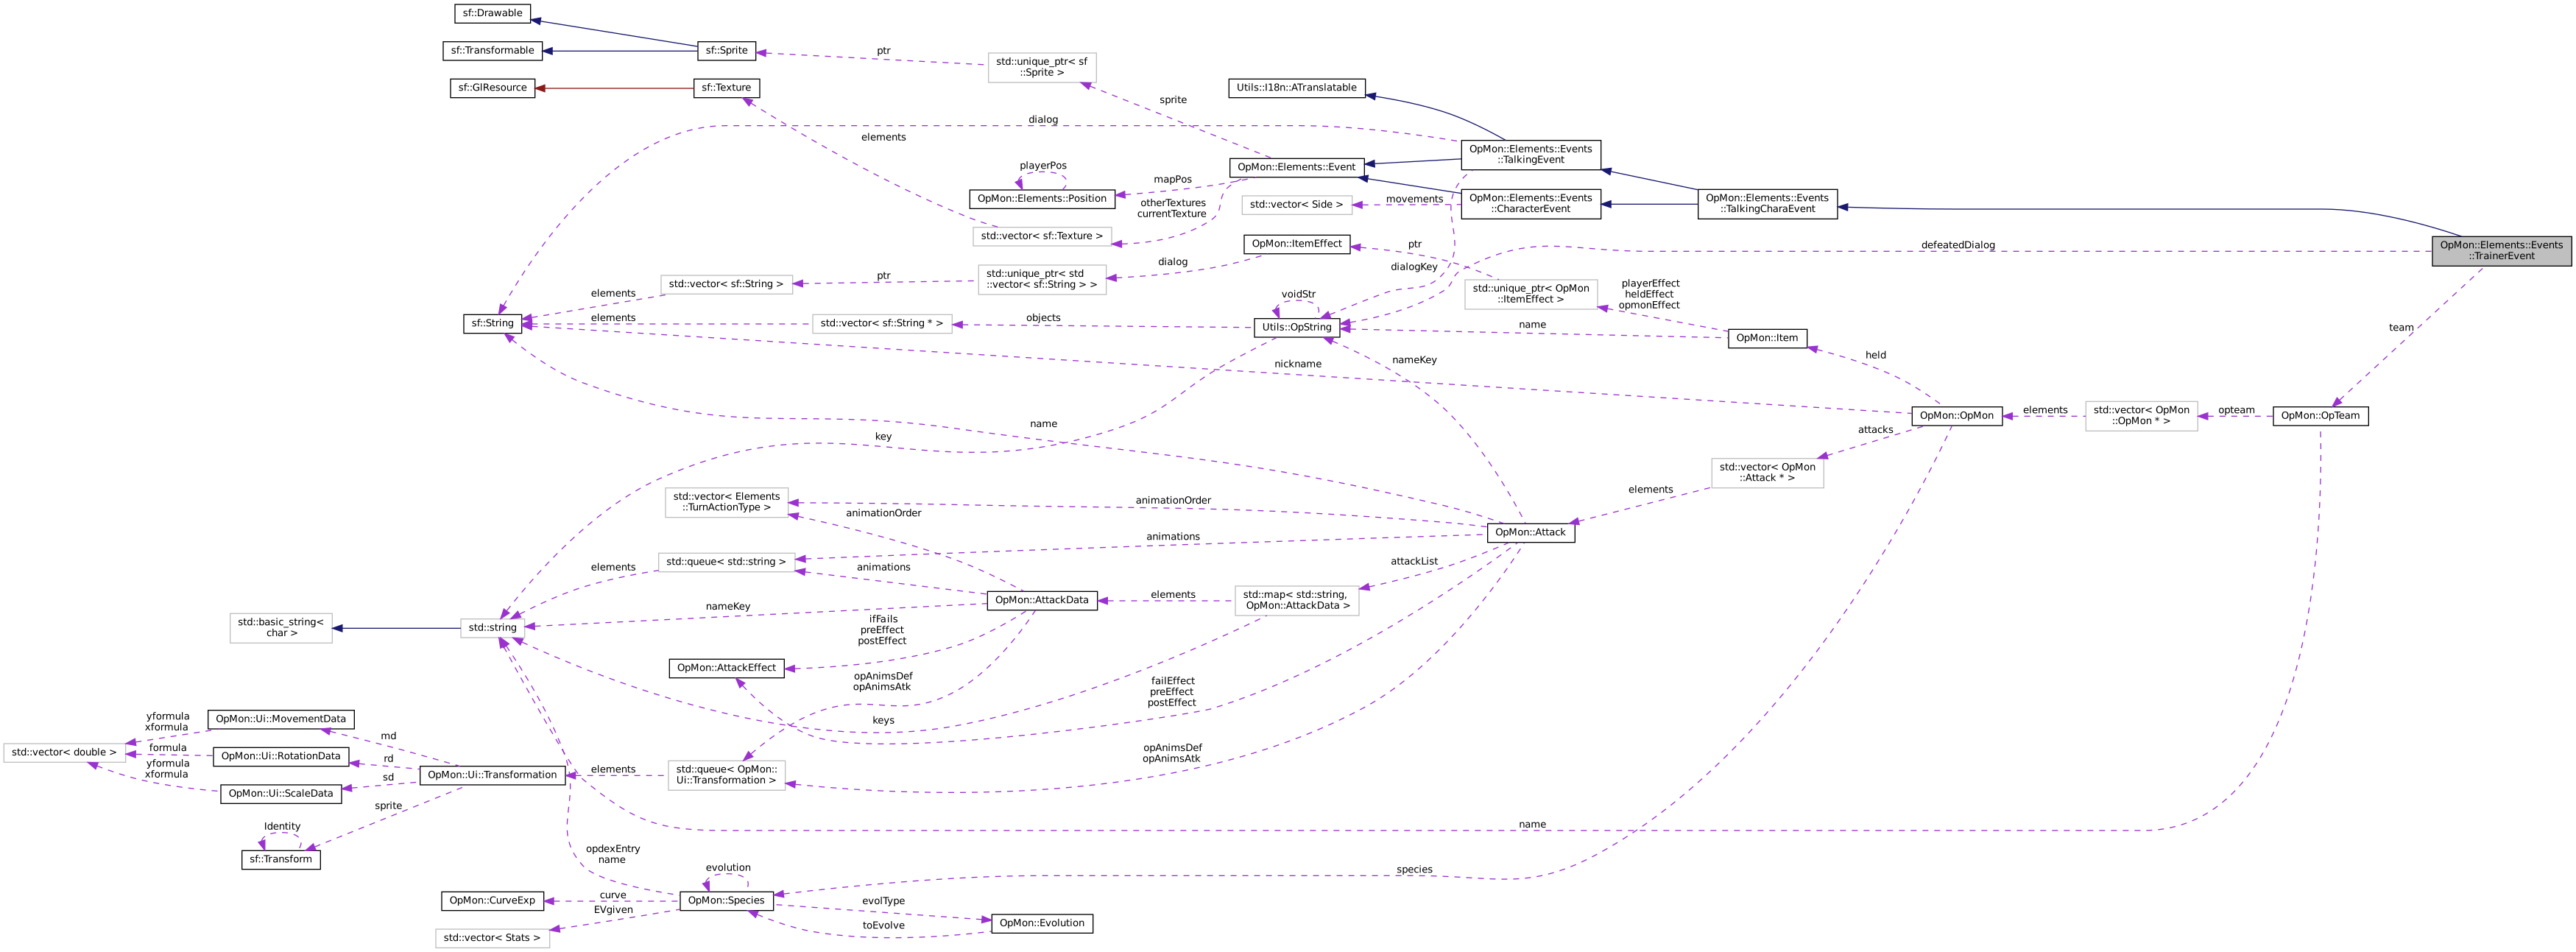 sf::Drawable
sf::Transformable
sf::Sprite
ptr
std::unique_ptr< sf
::Sprite >
sf::GlResource
sf::Texture
Utils::I18n::ATranslatable
sprite
dialog
elements
OpMon::Elements::Events
::TalkingEvent
playerPos
OpMon::Elements::Event
mapPos
OpMon::Elements::Position
otherTextures
currentTexture
std::vector< Side >
movements
OpMon::Elements::Events
::CharacterEvent
OpMon::Elements::Events
::TalkingCharaEvent
std::vector< sf::Texture >
OpMon::ItemEffect
ptr
defeatedDialog
OpMon::Elements::Events
::TrainerEvent
dialog
dialogKey
std::vector< sf::String >
ptr
std::unique_ptr< std
::vector< sf::String > >
std::unique_ptr< OpMon
::ItemEffect >
playerEffect
heldEffect
opmonEffect
elements
voidStr
sf::String
elements
std::vector< sf::String * >
objects
Utils::OpString
name
OpMon::Item
team
nameKey
held
nickname
name
key
OpMon::OpMon
elements
std::vector< OpMon
::OpMon * >
opteam
OpMon::OpTeam
attacks
std::vector< OpMon
::Attack * >
elements
std::vector< Elements
::TurnActionType >
animationOrder
animationOrder
OpMon::Attack
animations
std::queue< std::string >
elements
animations
attackList
OpMon::AttackData
elements
std::map< std::string,
OpMon::AttackData >
nameKey
std::basic_string<
char >
std::string
ifFails
preEffect
postEffect
OpMon::AttackEffect
opAnimsDef
opAnimsAtk
failEffect
preEffect
postEffect
keys
yformula
xformula
OpMon::Ui::MovementData
md
std::vector< double >
formula
OpMon::Ui::RotationData
rd
yformula
xformula
OpMon::Ui::ScaleData
sd
OpMon::Ui::Transformation
elements
std::queue< OpMon::
Ui::Transformation >
opAnimsDef
opAnimsAtk
sprite
Identity
sf::Transform
name
opdexEntry
name
evolution
species
OpMon::CurveExp
curve
OpMon::Species
evolType
EVgiven
toEvolve
OpMon::Evolution
std::vector< Stats >